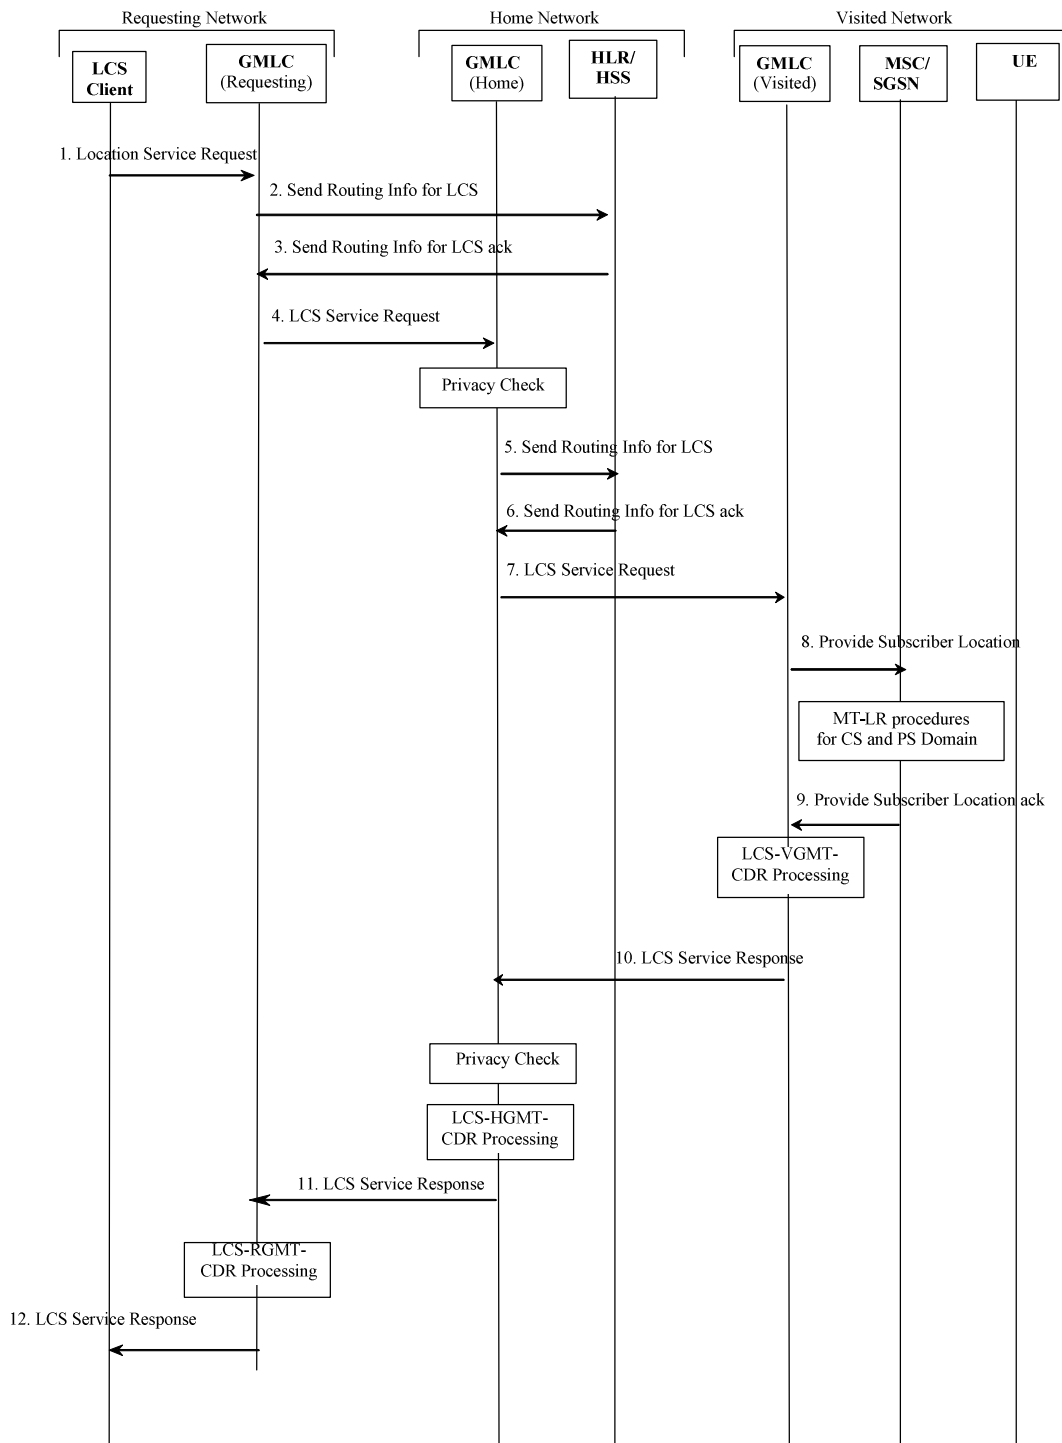 Requesting Network
Home Network
Visited Network
LCS
Client
GMLC
(Requesting)
GMLC
(Home)
HLR/
HSS
GMLC
(Visited)
MSC/
SGSN
UE
1. Location Service Request
2. Send Routing Info for LCS
3. Send Routing Info for LCS ack
4. LCS Service Request
Privacy Check
5. Send Routing Info for LCS
6. Send Routing Info for LCS ack
7. LCS Service Request
8. Provide Subscriber Location
MT-LR procedures
for CS and PS Domain
9. Provide Subscriber Location ack
LCS-VGMT-
CDR Processing
10. LCS Service Response
Privacy Check
LCS-HGMT-
CDR Processing
11. LCS Service Response
LCS-RGMT-
CDR Processing
12. LCS Service Response